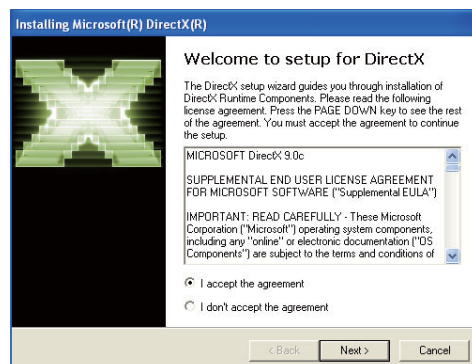 Installing Microsoft(R) DirectX(R)
Welcome to setup for DirectX
The DirectX setup wizard guides you through installation of
DirectX Runtime Components. Please read the following
license agreement. Press the PAGE DOWN key to see the rest
of the agreement. You must accept the agreement to continue
the setup.
MICROSOFT DirectX 9.0c
SUPPLEMENTAL END USER LICENSE AGREEMENT
FOR MICROSOFT SOFTWARE ("Supplemental EULA")
IMPORTANT: READ CAREFULLY - These Microsoft
Corporation ("Microsoft") operating system components,
including any "online" or electronic documentation ("OS
Components") are subject to the terms and conditions of
I accept the agreement
I don't accept the agreement
< Back Next > Cancel